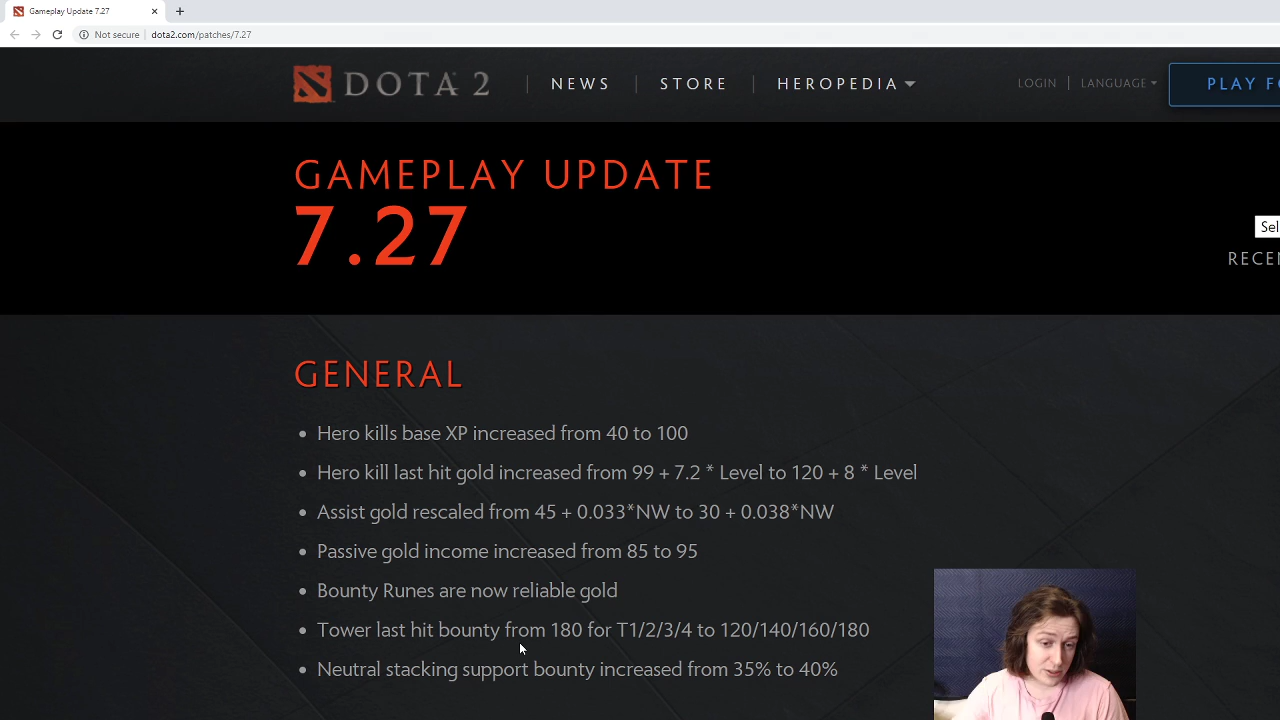 Gameplay Update 7.27
Not secure | dota2.com/patches/7.27
DOTA 2
NEWS
STORE
HEROPEDIA
LOGIN
LANGUAGE
PLAY FO
GAMEPLAY UPDATE
7.27
Sel
RECEN
GENERAL
Hero kills base XP increased from 40 to 100
Hero kill last hit gold increased from 99 + 7.2 * Level to 120 + 8 * Level
Assist gold rescaled from 45 + 0.033*NW to 30 + 0.038*NW
Passive gold income increased from 85 to 95
Bounty Runes are now reliable gold
Tower last hit bounty from 180 for T1/2/3/4 to 120/140/160/180
Neutral stacking support bounty increased from 35% to 40%